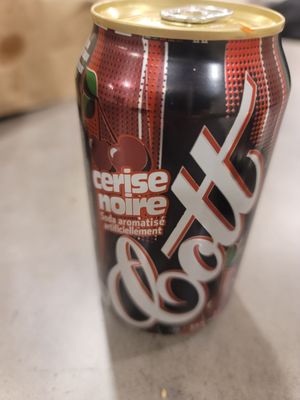 cerise
noire
Soda aromatisé
artificiellement
Cott